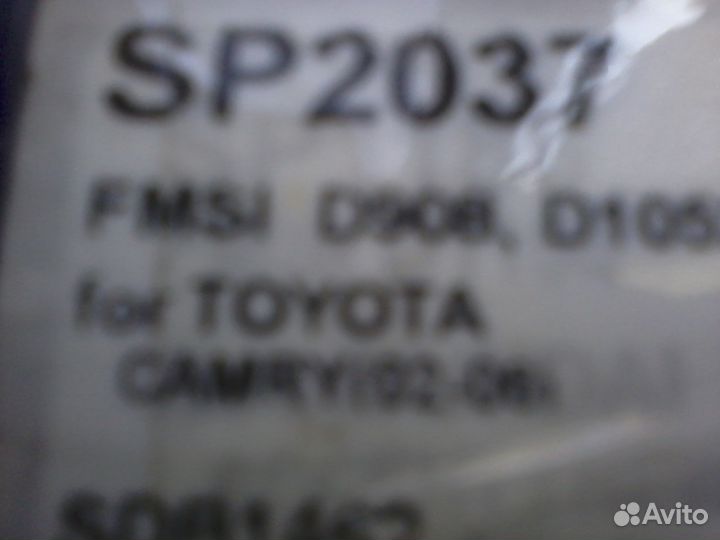 SP2037
FMSI D908, D105
for TOYOTA
CAMRY(02-06)
Avito